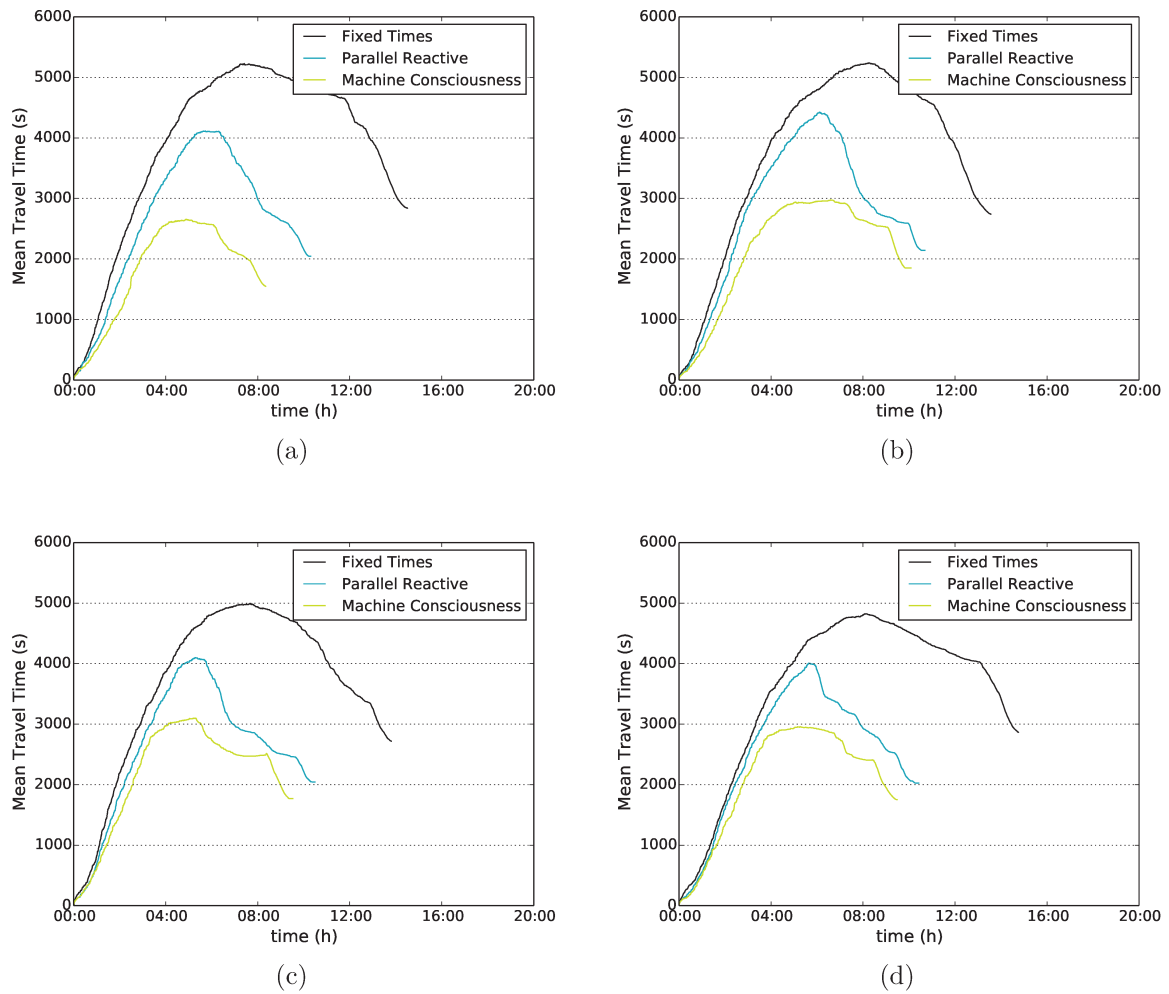 6000
5000
4000
3000
2000
1000
0
Mean Travel Time (s)
Fixed Times
Parallel Reactive
Machine Consciousness
00:00 04:00 08:00 12:00 16:00 20:00
time (h)
(a)
6000
5000
4000
3000
2000
1000
0
Mean Travel Time (s)
Fixed Times
Parallel Reactive
Machine Consciousness
00:00 04:00 08:00 12:00 16:00 20:00
time (h)
(b)
6000
5000
4000
3000
2000
1000
0
Mean Travel Time (s)
Fixed Times
Parallel Reactive
Machine Consciousness
00:00 04:00 08:00 12:00 16:00 20:00
time (h)
(c)
6000
5000
4000
3000
2000
1000
0
Mean Travel Time (s)
Fixed Times
Parallel Reactive
Machine Consciousness
00:00 04:00 08:00 12:00 16:00 20:00
time (h)
(d)